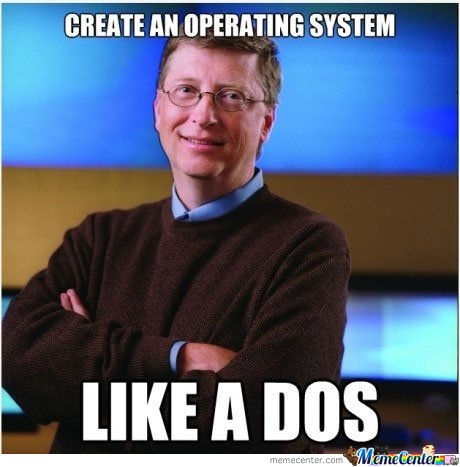 CREATE AN OPERATING SYSTEM
LIKE A DOS
memecenter.com MemeCenter